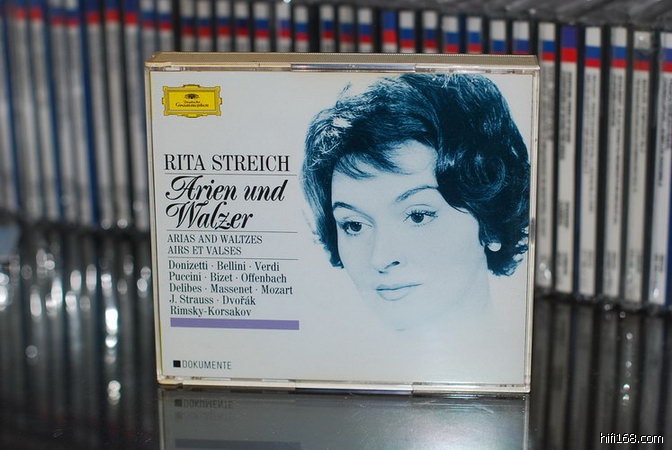 Deutsche
Grammophon
RITA STREICH
Arien und
Walzer
ARIAS AND WALTZES
AIRS ET VALSES
Donizetti · Bellini · Verdi
Puccini · Bizet · Offenbach
Delibes · Massenet · Mozart
J. Strauss · Dvořák
Rimsky-Korsakov
DOKUMENTE
hifi168.com